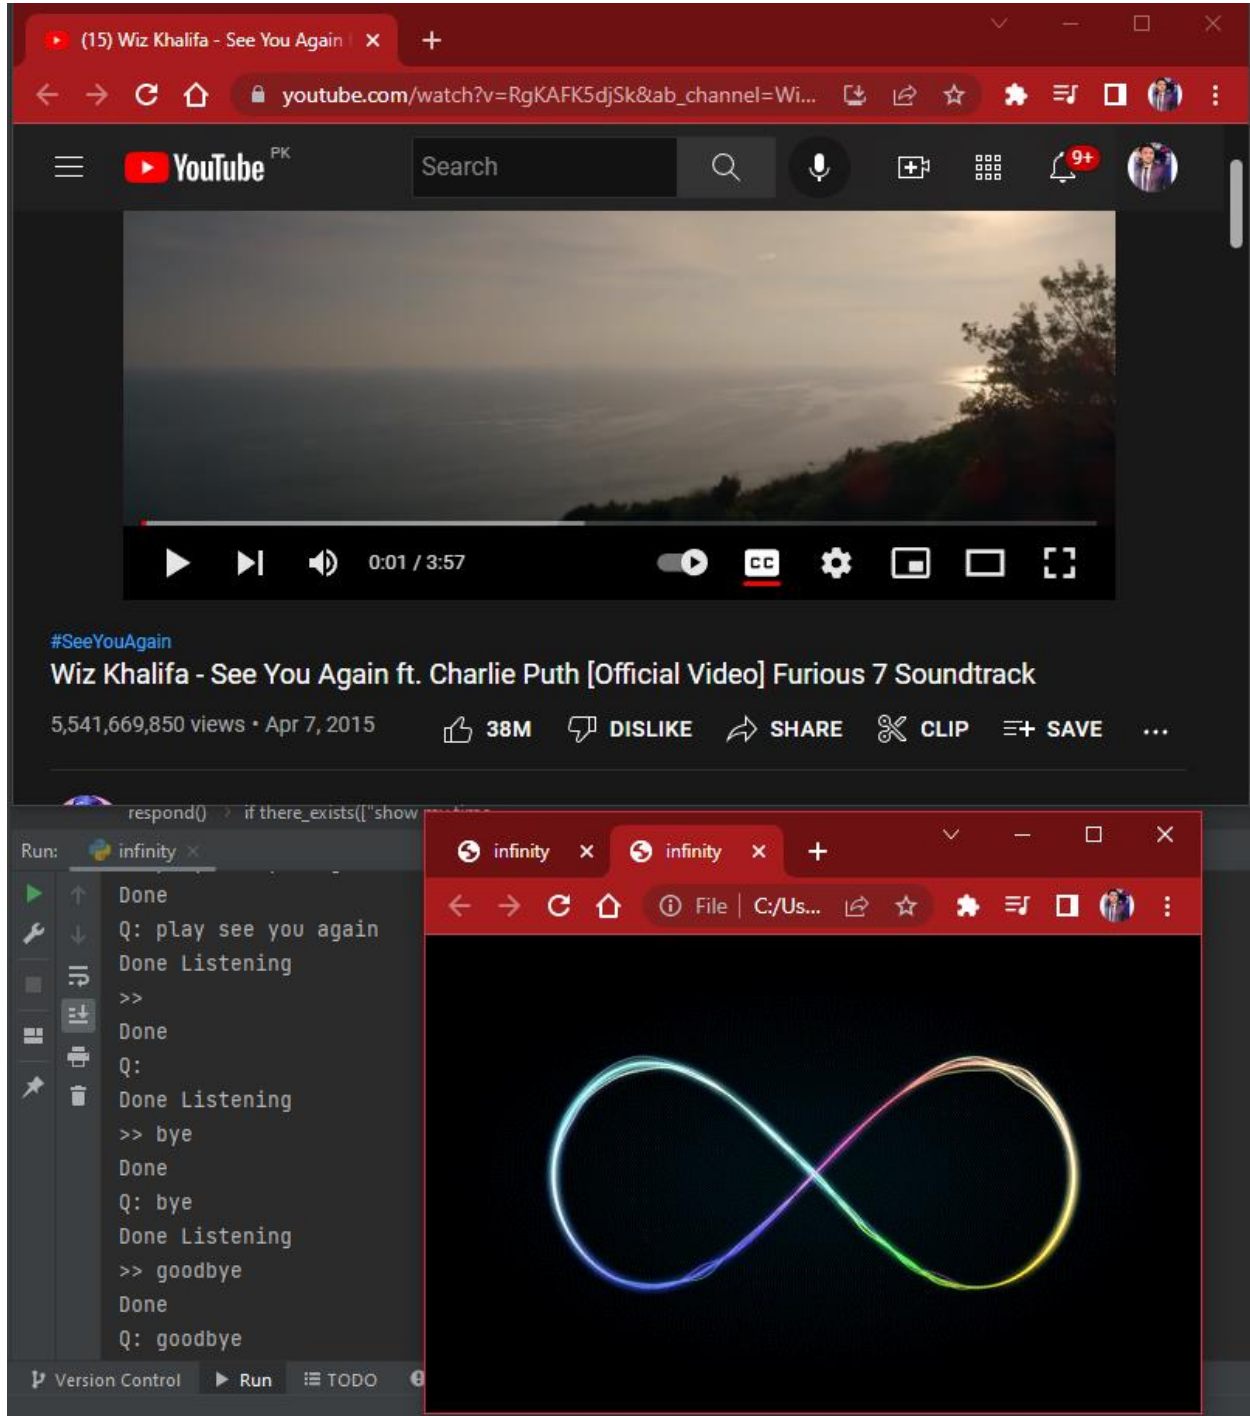 (15) Wiz Khalifa - See You Again
youtube.com/watch?v=RgKAFK5djSk&ab_channel=Wi...
YouTube PK
Search
9+
0:01 / 3:57
CC
#SeeYouAgain
Wiz Khalifa - See You Again ft. Charlie Puth [Official Video] Furious 7 Soundtrack
5,541,669,850 views • Apr 7, 2015
38M DISLIKE SHARE CLIP SAVE ...
respond() > if there_exists(["show my time
Run: infinity
Done
Q: play see you again
Done Listening
>>
Done
Q:
Done Listening
>> bye
Done
Q: bye
Done Listening
>> goodbye
Done
Q: goodbye
Version Control Run TODO
infinity infinity
File C:/Us...